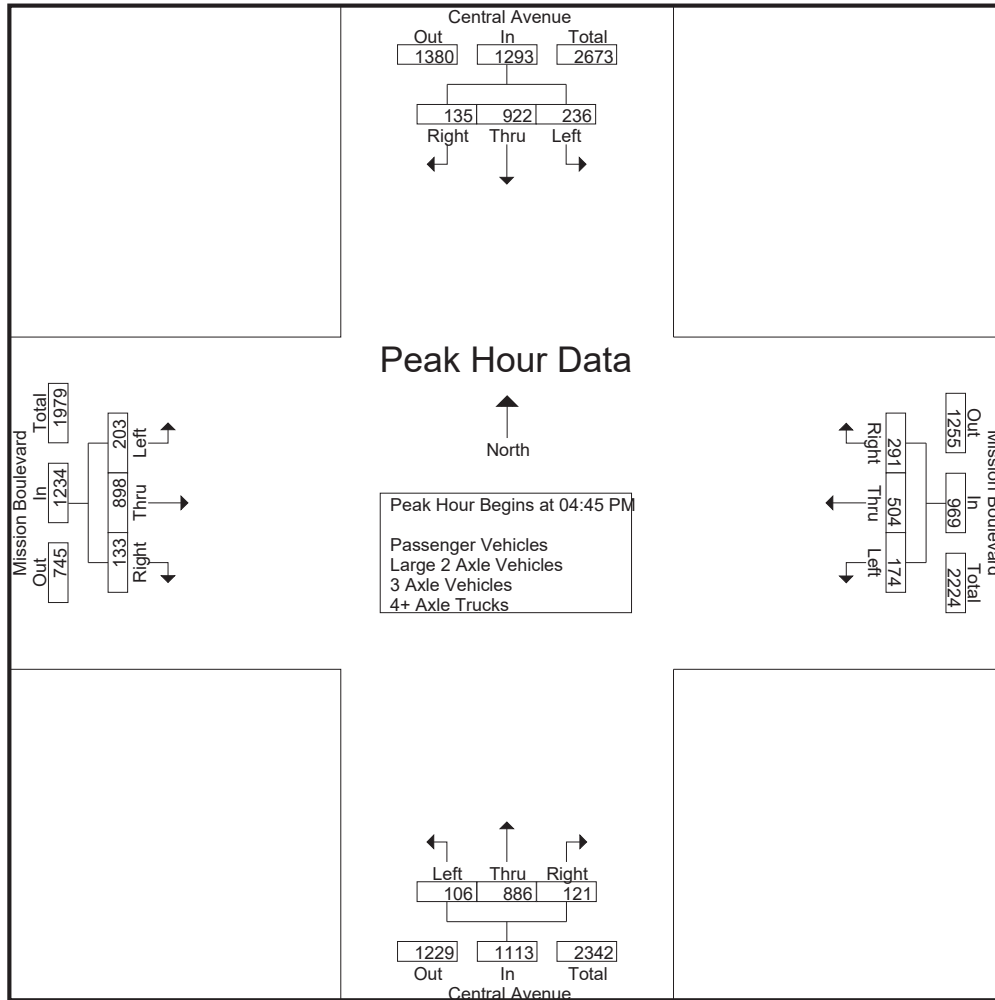 Central Avenue
Out In Total
1380 1293 2673
135 922 236
Right Thru Left
Peak Hour Data
North
Peak Hour Begins at 04:45 PM
Passenger Vehicles
Large 2 Axle Vehicles
3 Axle Vehicles
4+ Axle Trucks
Mission Boulevard
Out In Total
745 1234 1979
133 898 203
Right Thru Left
Mission Boulevard
Out In Total
1255 969 2224
291 504 174
Right Thru Left
Left Thru Right
106 886 121
1229 1113 2342
Out In Total
Central Avenue